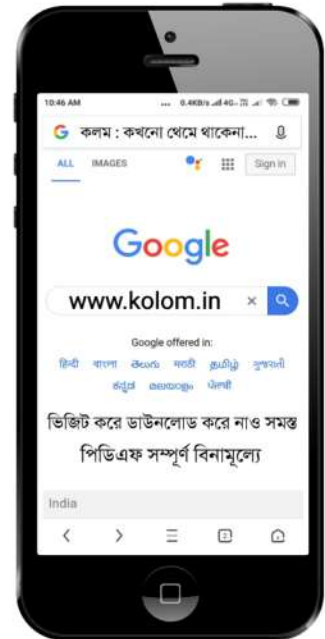 10:46 AM ... 0.4KB/s 4G
G কলম : কখনো থেমে থাকেনা...
ALL IMAGES Sign in
Google
www.kolom.in ×
Google offered in:
हिन्दी বাংলা తెలుగు मराठी தமிழ் ગુજરાતી
ಕನ್ನಡ മലയാളം ਪੰਜਾਬੀ
ভিজিট করে ডাউনলোড করে নাও সমস্ত
পিডিএফ সম্পূর্ণ বিনামূল্যে
India